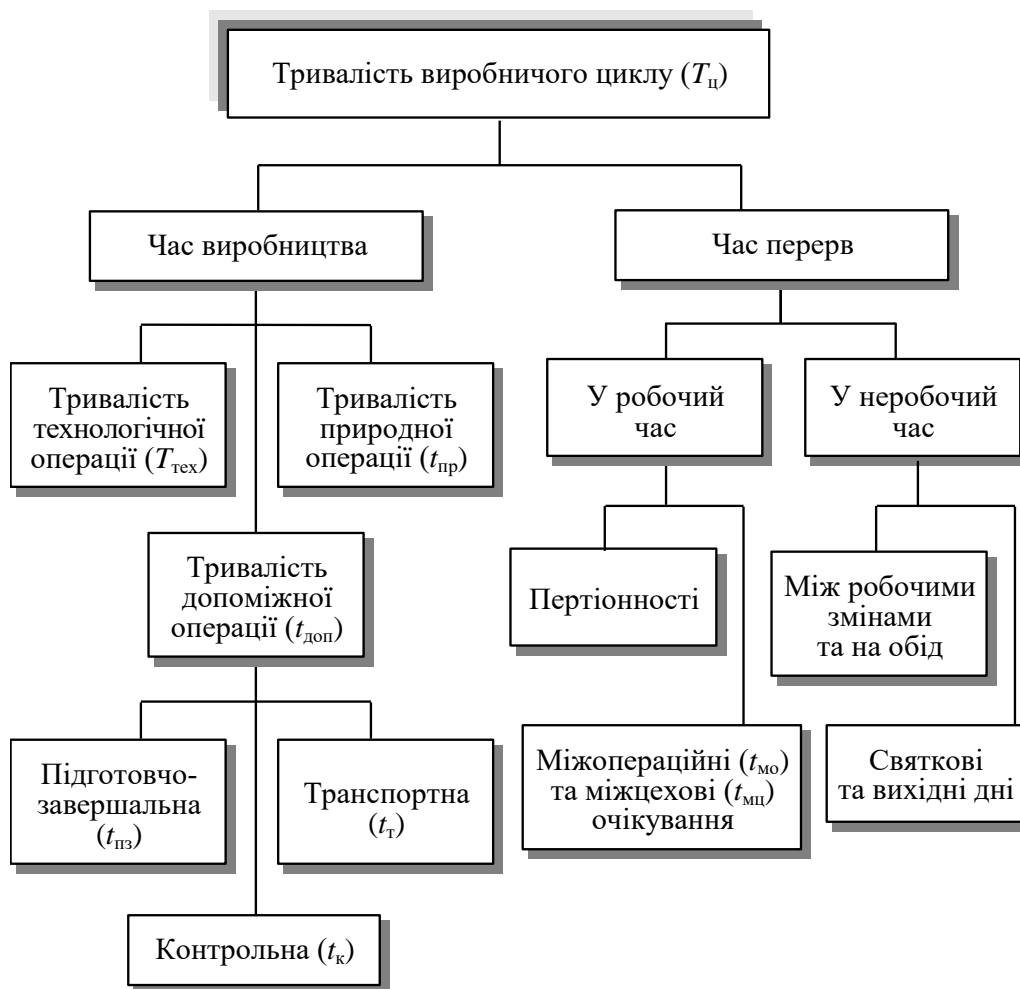 Тривалість виробничого циклу (Tц)
Час виробництва
Час перерв
Тривалість
технологічної
операції (Tтех)
Тривалість
природної
операції (tпр)
У робочий
час
У неробочий
час
Тривалість
допоміжної
операції (tдоп)
Пертіонності
Між робочими
змінами
та на обід
Підготовчо-
завершальна
(tпз)
Транспортна
(tт)
Міжопераційні (tмо)
та міжцехові (tмц)
очікування
Святкові
та вихідні дні
Контрольна (tк)